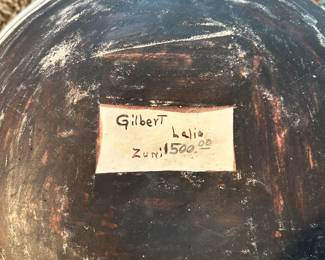 Gilbert
Lalio
Zuni 1500.00